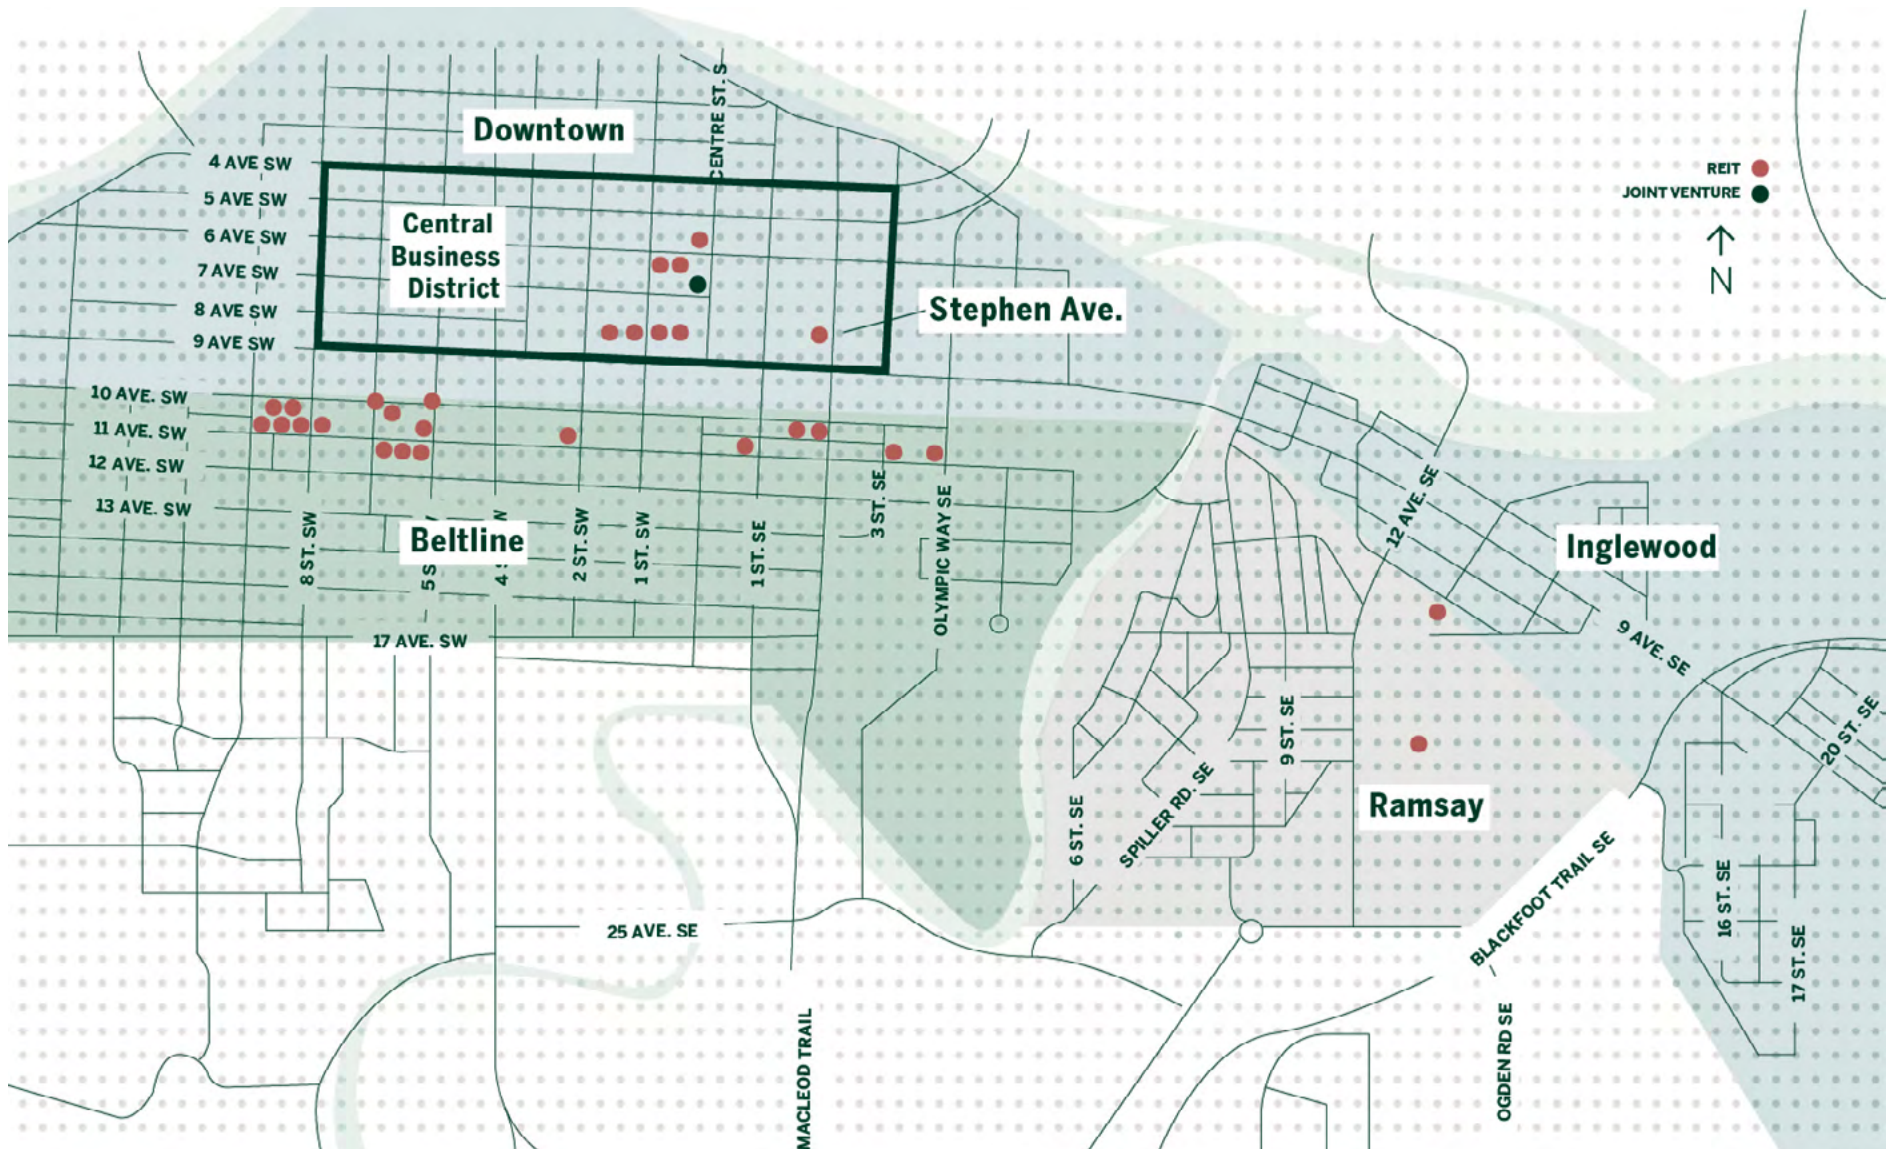 CENTRE ST. S
Downtown
4 AVE SW
5 AVE SW
6 AVE SW
7 AVE SW
8 AVE SW
9 AVE SW
Central
Business
District
Stephen Ave.
REIT
JOINT VENTURE
N
10 AVE. SW
11 AVE. SW
12 AVE. SW
13 AVE. SW
8 ST. SW
Beltline
2 ST. SW
1 ST. SW
1 ST. SE
3 ST. SE
OLYMPIC WAY SE
17 AVE. SW
12 AVE. SE
Inglewood
9 AVE. SE
20 ST. SE
9 ST. SE
6 ST. SE
SPILLER RD. SE
Ramsay
BLACKFOOT TRAIL SE
16 ST. SE
17 ST. SE
25 AVE. SE
MACLEOD TRAIL
OGDEN RD SE